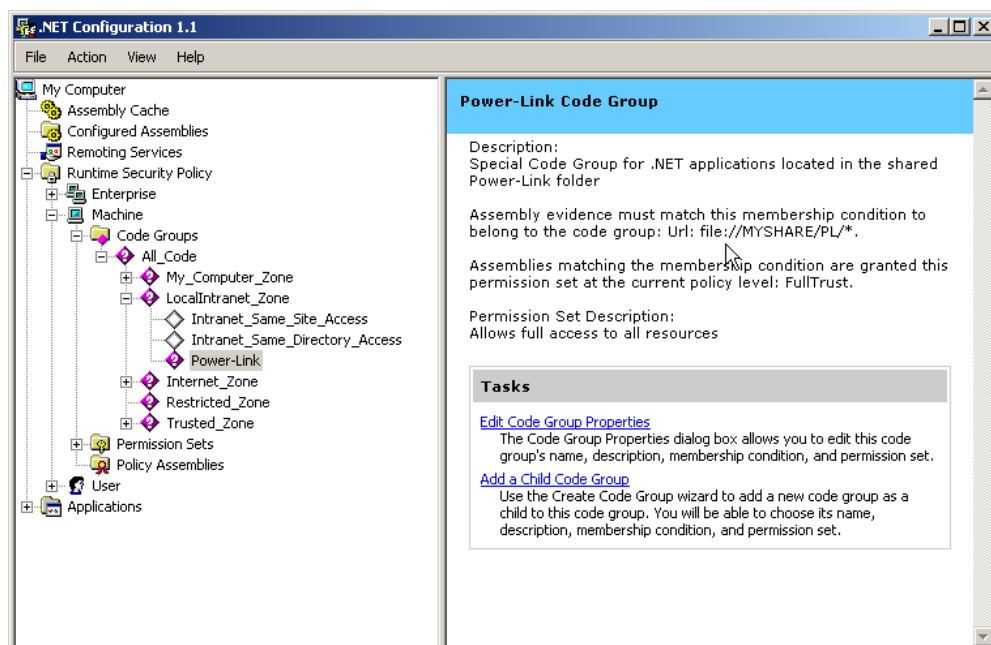 .NET Configuration 1.1
File Action View Help
My Computer
Assembly Cache
Configured Assemblies
Remoting Services
Runtime Security Policy
Enterprise
Machine
Code Groups
All_Code
My_Computer_Zone
LocalIntranet_Zone
Intranet_Same_Site_Access
Intranet_Same_Directory_Access
Power-Link
Internet_Zone
Restricted_Zone
Trusted_Zone
Permission Sets
Policy Assemblies
User
Applications
Power-Link Code Group
Description:
Special Code Group for .NET applications located in the shared
Power-Link folder
Assembly evidence must match this membership condition to
belong to the code group: Url: file://MYSHARE/PL/*.
Assemblies matching the membership condition are granted this
permission set at the current policy level: FullTrust.
Permission Set Description:
Allows full access to all resources
Tasks
Edit Code Group Properties
The Code Group Properties dialog box allows you to edit this code
group's name, description, membership condition, and permission set.
Add a Child Code Group
Use the Create Code Group wizard to add a new code group as a
child to this code group. You will be able to choose its name,
description, membership condition, and permission set.